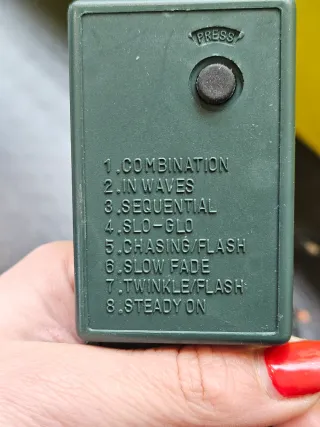 PRESS
1.COMBINATION
2.IN WAVES
3.SEQUENTIAL
4.SLO-GLO
5.CHASING/FLASH
6.SLOW FADE
7.TWINKLE/FLASH
8.STEADY ON